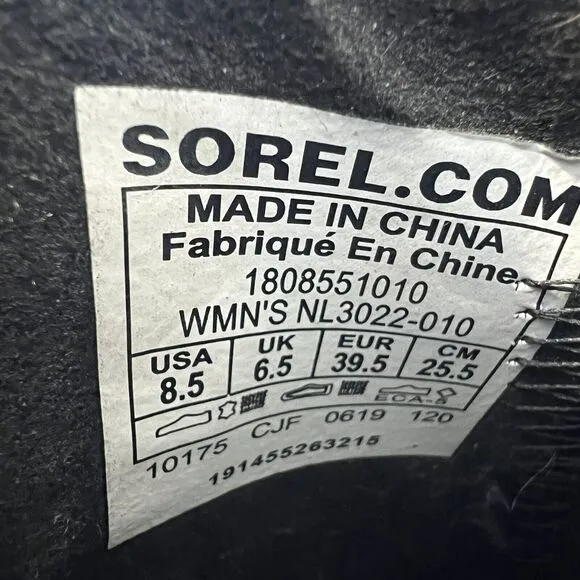 SOREL.COM
MADE IN CHINA
Fabriqué En Chine
1808551010
WMN'S NL3022-010
USA UK EUR CM
8.5 6.5 39.5 25.5
ECA-8
10175 CJF 0619 120
191455263215